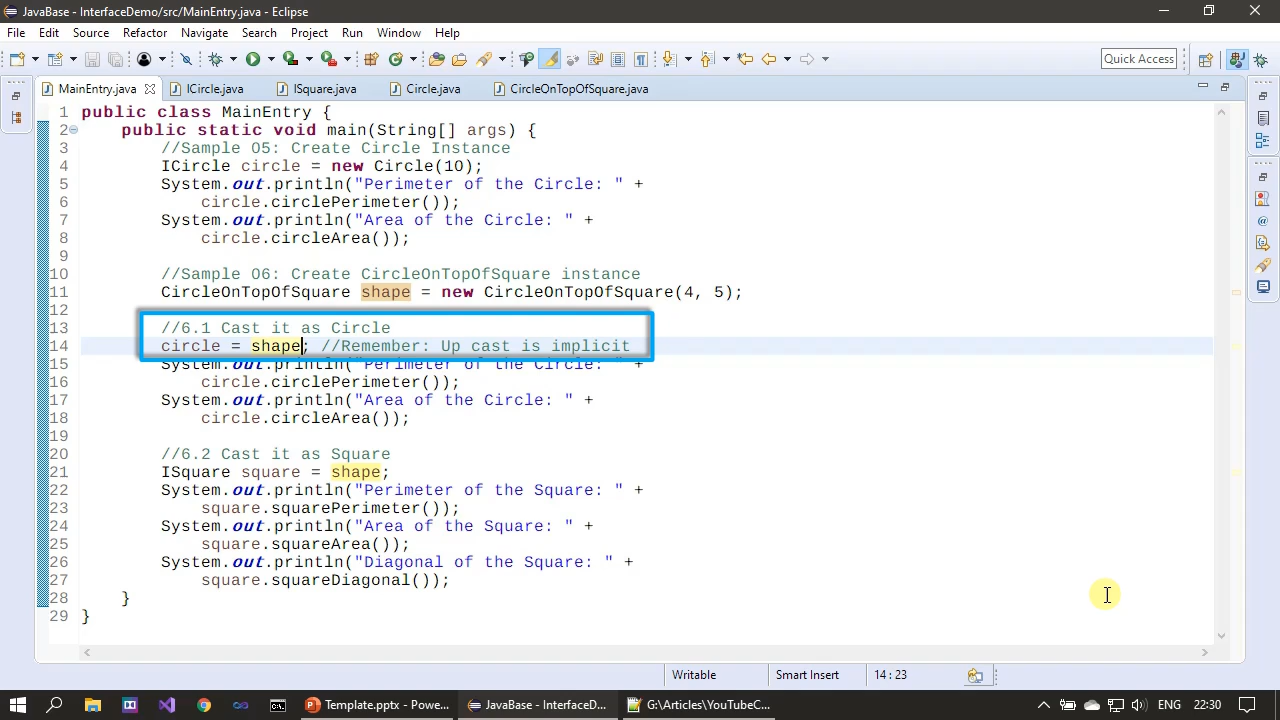 JavaBase - InterfaceDemo/src/MainEntry.java - Eclipse
File Edit Source Refactor Navigate Search Project Run Window Help
Quick Access
MainEntry.java ICircle.java ISquare.java Circle.java CircleOnTopOfSquare.java
1 public class MainEntry {
2 public static void main(String[] args) {
3 //Sample O5: Create Circle Instance
4 ICircle circle = new Circle(10);
5 System.out.println("Perimeter of the Circle: " +
6 circle.circlePerimeter());
7 System.out.println("Area of the Circle: " +
8 circle.circleArea());
9
10 //Sample O6: Create CircleOnTopOfSquare instance
11 CircleOnTopOfSquare shape = new CircleOnTopOfSquare(4, 5);
12
13 //6.1 Cast it as Circle
14 circle = shape; //Remember: Up cast is implicit
15 System.out.println("Perimeter of the Circle: " +
16 circle.circlePerimeter());
17 System.out.println("Area of the Circle: " +
18 circle.circleArea());
19
20 //6.2 Cast it as Square
21 ISquare square = shape;
22 System.out.println("Perimeter of the Square: " +
23 square.squarePerimeter());
24 System.out.println("Area of the Square: " +
25 square.squareArea());
26 System.out.println("Diagonal of the Square: " +
27 square.squareDiagonal());
28 }
29 }
Writable Smart Insert 14 : 23
Template.pptx - Powe... JavaBase - InterfaceD... G:\Articles\YouTubeC... ENG 22:30